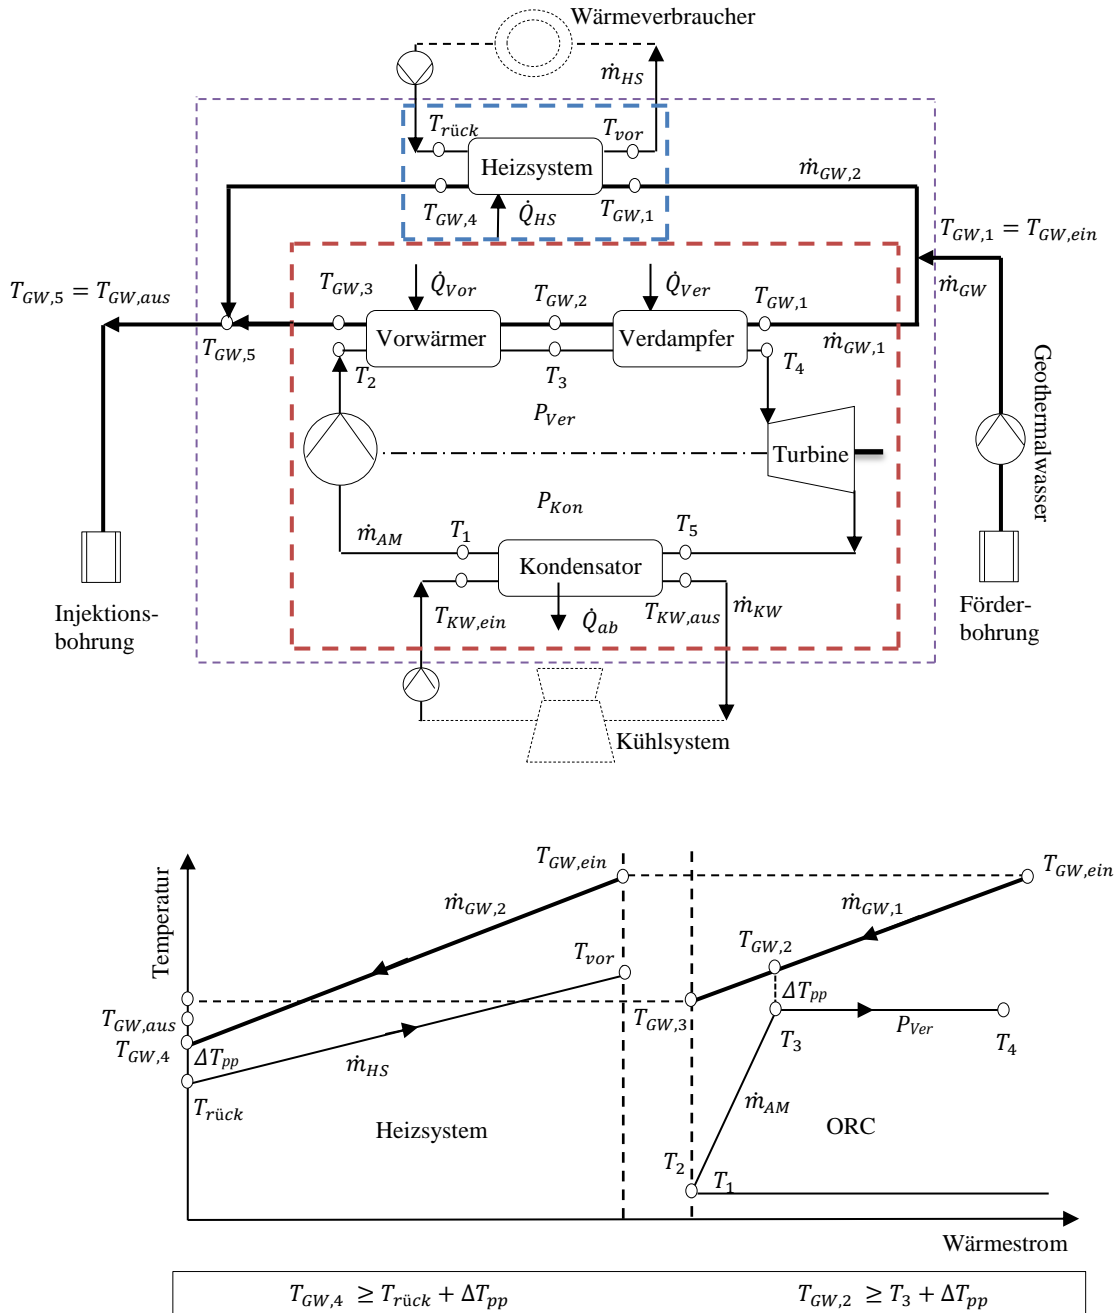 Wärmeverbraucher
ṁ_HS
T_rück
T_vor
Heizsystem
ṁ_GW,2
T_GW,4
Q̇_HS
T_GW,1
T_GW,1 = T_GW,ein
T_GW,5 = T_GW,aus
T_GW,3
Q̇_Vor
T_GW,2
Q̇_Ver
T_GW,1
ṁ_GW
Vorwärmer
Verdampfer
ṁ_GW,1
T_GW,5
T_2
T_3
T_4
Geothermalwasser
P_Ver
Turbine
P_Kon
ṁ_AM
T_1
T_5
Kondensator
Injektions-
bohrung
T_KW,ein
Q̇_ab
T_KW,aus
ṁ_KW
Förder-
bohrung
Kühlsystem
Temperatur
T_GW,ein
T_GW,ein
ṁ_GW,2
ṁ_GW,1
T_vor
T_GW,2
ΔT_pp
T_GW,aus
T_GW,3
T_GW,4
ΔT_pp
T_3
P_Ver
T_4
ṁ_HS
T_rück
ṁ_AM
Heizsystem
ORC
T_2
T_1
Wärmestrom
T_GW,4 ≥ T_rück + ΔT_pp
T_GW,2 ≥ T_3 + ΔT_pp